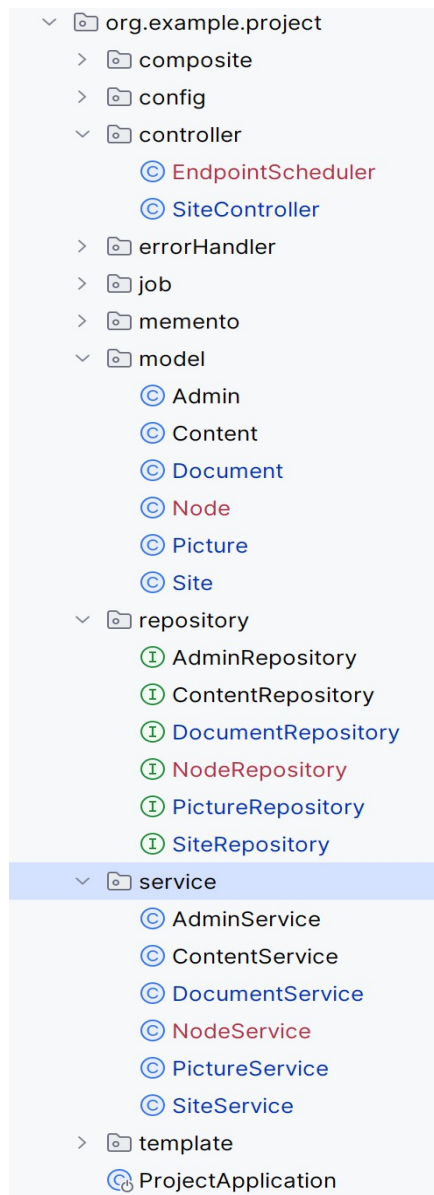 org.example.project
composite
config
controller
EndpointScheduler
SiteController
errorHandler
job
memento
model
Admin
Content
Document
Node
Picture
Site
repository
AdminRepository
ContentRepository
DocumentRepository
NodeRepository
PictureRepository
SiteRepository
service
AdminService
ContentService
DocumentService
NodeService
PictureService
SiteService
template
ProjectApplication